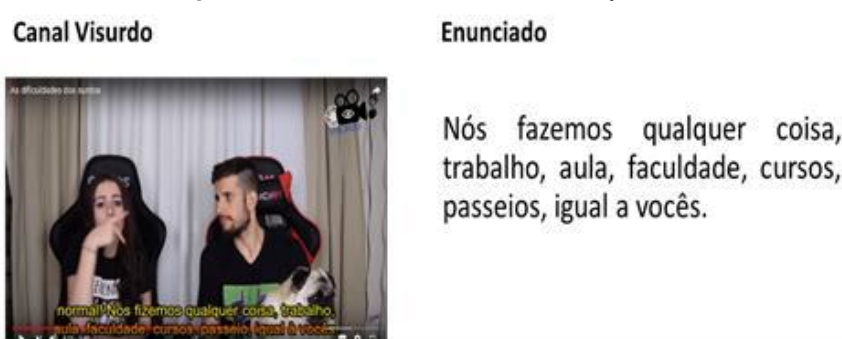 Canal Visurdo
Enunciado
As dificuldades dos surdos
Nós fazemos qualquer coisa,
trabalho, aula, faculdade, cursos,
passeios, igual a vocês.
normal! Nós fizemos qualquer coisa, trabalho,
aula, faculdade, cursos, passeio, igual a vocês